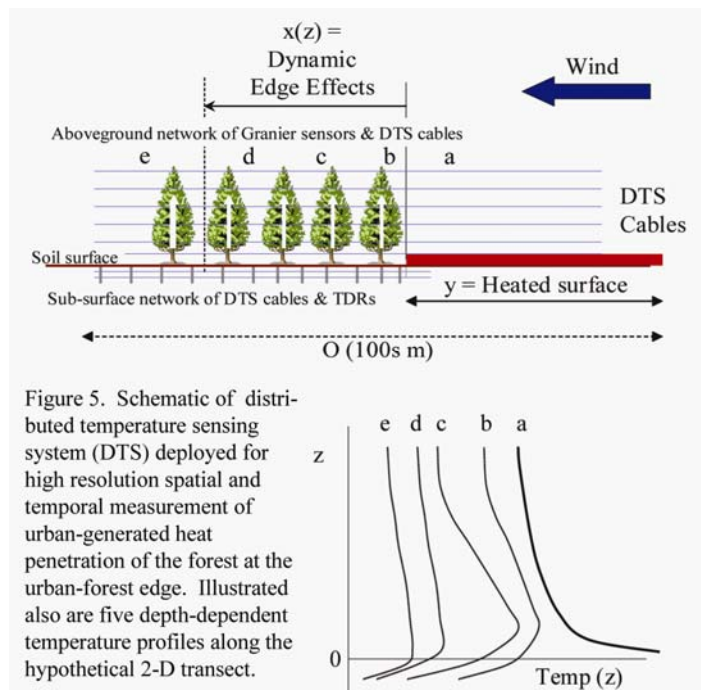 x(z) =
Dynamic
Edge Effects
Wind
Aboveground network of Granier sensors & DTS cables
e d c b a
DTS
Cables
Soil surface
Sub-surface network of DTS cables & TDRs
y = Heated surface
O (100s m)
Figure 5. Schematic of distri-
buted temperature sensing
system (DTS) deployed for
high resolution spatial and
temporal measurement of
urban-generated heat
penetration of the forest at the
urban-forest edge. Illustrated
also are five depth-dependent
temperature profiles along the
hypothetical 2-D transect.
e d c b a
z
0
Temp (z)